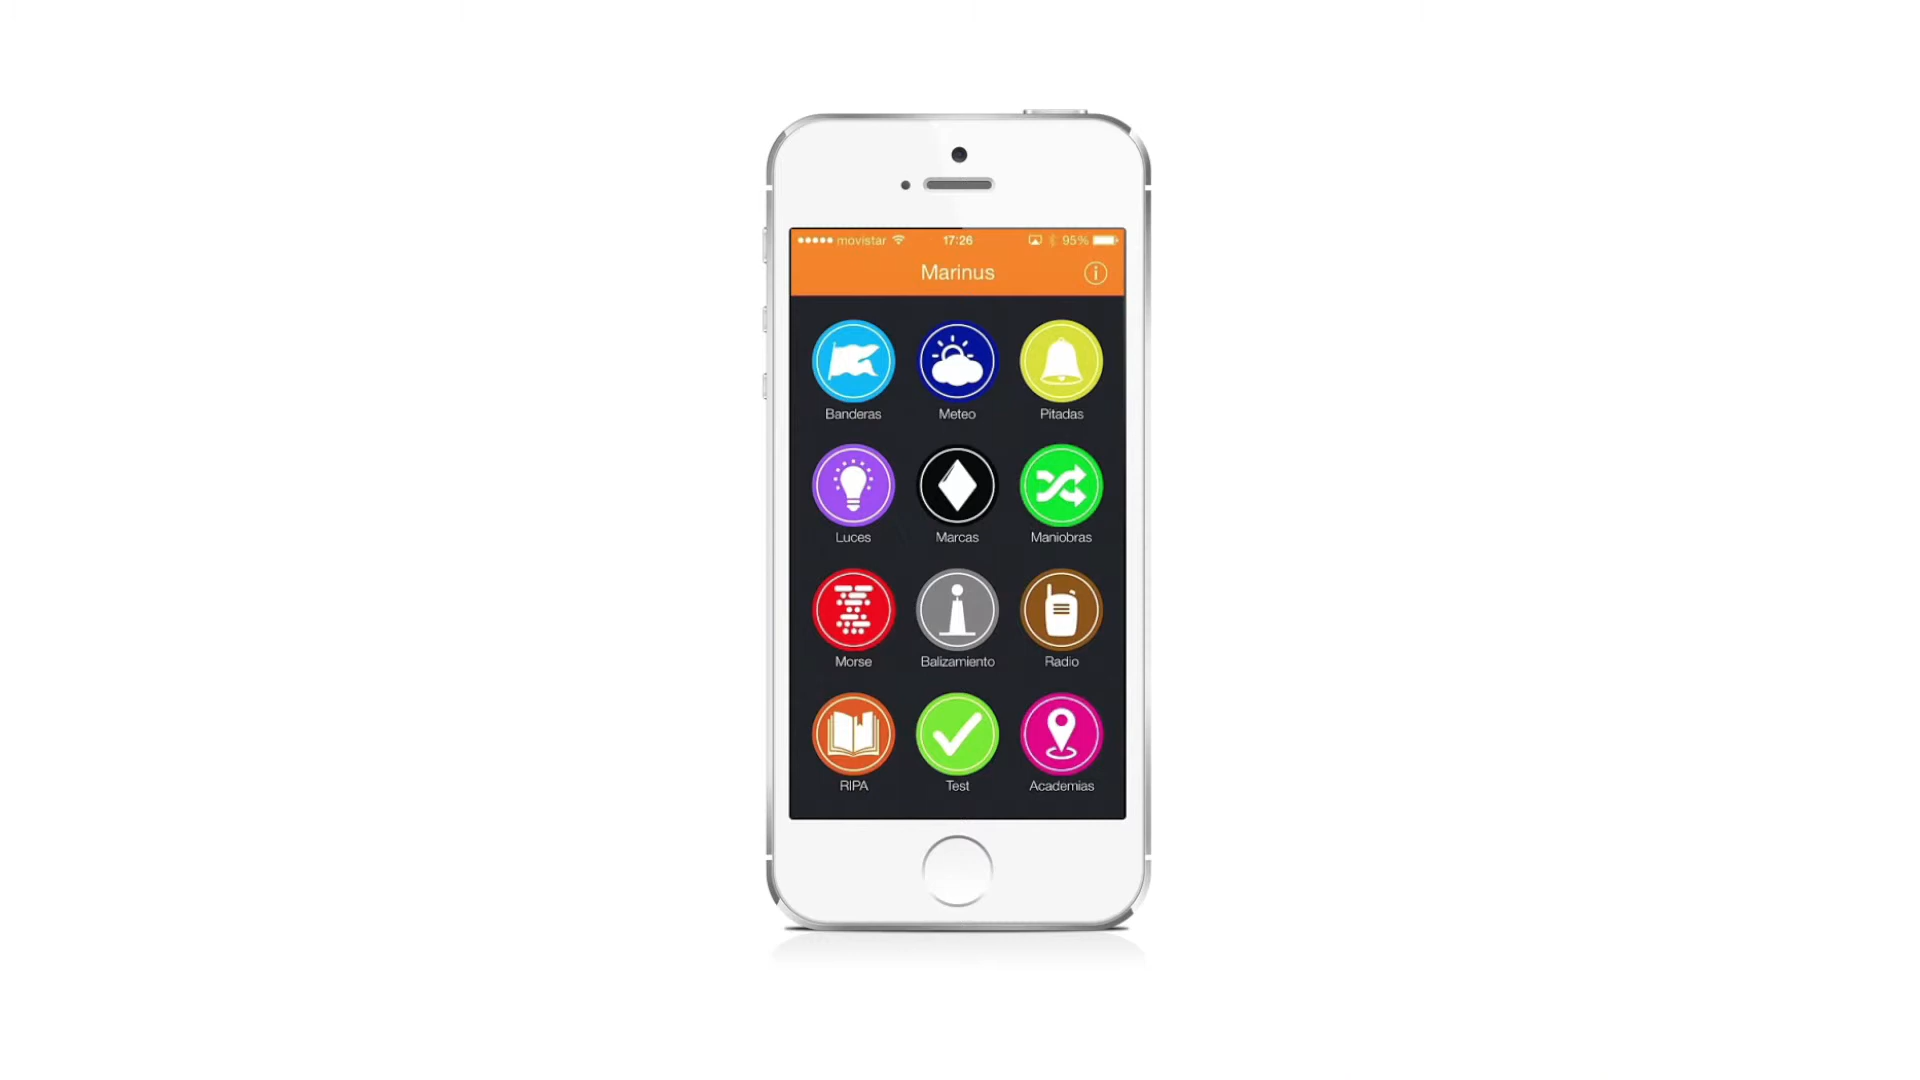 movistar 17:26 95%
Marinus
Banderas Meteo Pitadas
Luces Marcas Maniobras
Morse Balizamiento Radio
RIPA Test Academias